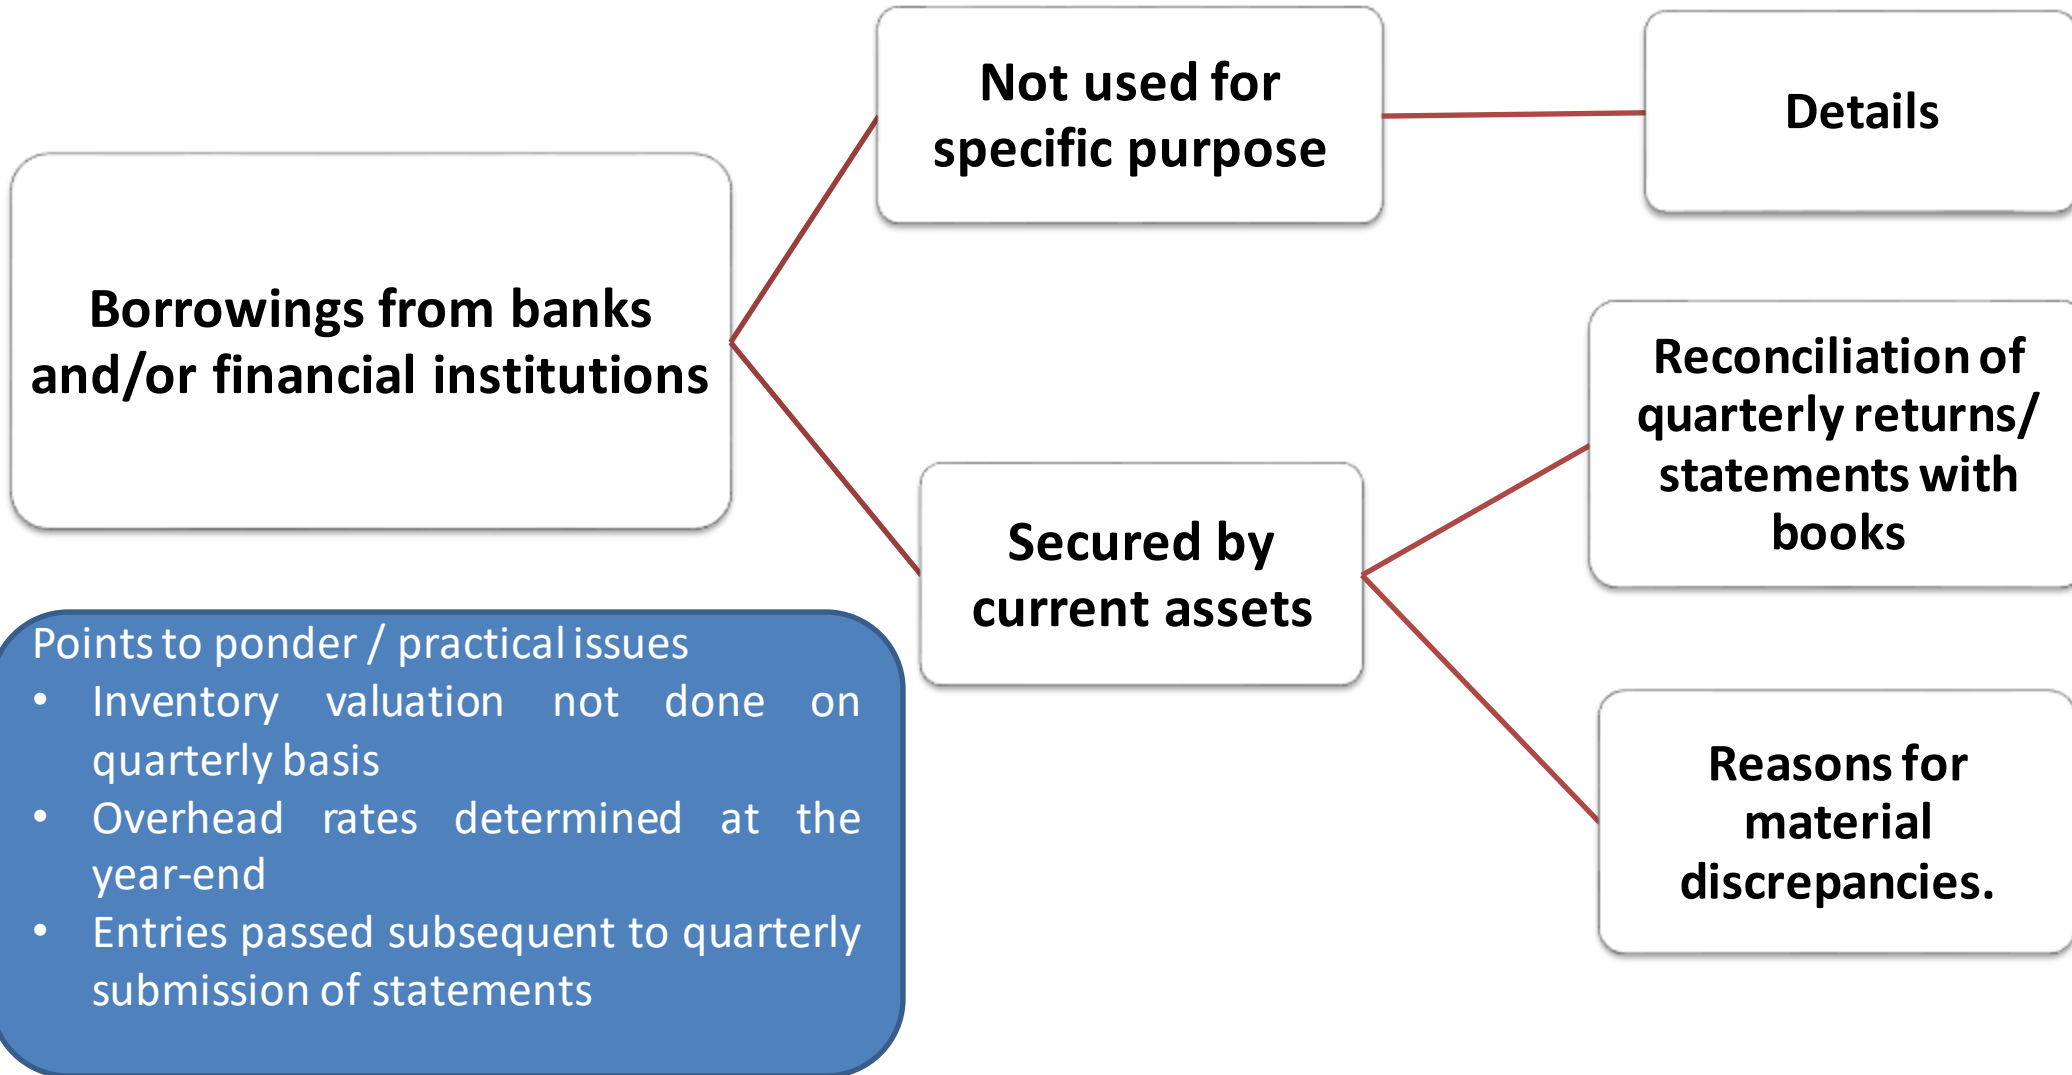 Borrowings from banks
and/or financial institutions
Not used for
specific purpose
Details
Secured by
current assets
Reconciliation of
quarterly returns/
statements with
books
Reasons for
material
discrepancies.
Points to ponder / practical issues
• Inventory valuation not done on
quarterly basis
• Overhead rates determined at the
year-end
• Entries passed subsequent to quarterly
submission of statements